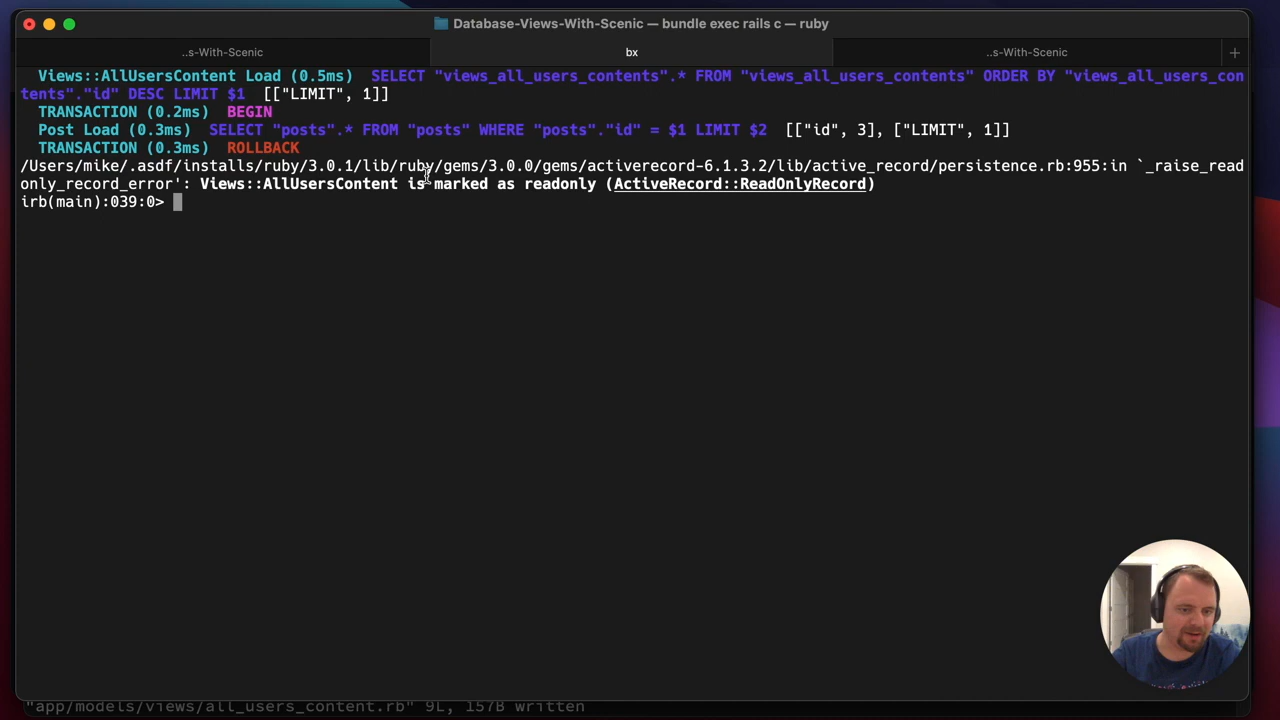 Database-Views-With-Scenic — bundle exec rails c — ruby
..s-With-Scenic
bx
..s-With-Scenic
+
Views::AllUsersContent Load (0.5ms)  SELECT "views_all_users_contents".* FROM "views_all_users_contents" ORDER BY "views_all_users_con
tents"."id" DESC LIMIT $1  [["LIMIT", 1]]
TRANSACTION (0.2ms)  BEGIN
Post Load (0.3ms)  SELECT "posts".* FROM "posts" WHERE "posts"."id" = $1 LIMIT $2  [["id", 3], ["LIMIT", 1]]
TRANSACTION (0.3ms)  ROLLBACK
/Users/mike/.asdf/installs/ruby/3.0.1/lib/ruby/gems/3.0.0/gems/activerecord-6.1.3.2/lib/active_record/persistence.rb:955:in `_raise_read
only_record_error': Views::AllUsersContent is marked as readonly (ActiveRecord::ReadOnlyRecord)
irb(main):039:0>
"app/models/views/all_users_content.rb" 9L, 157B written